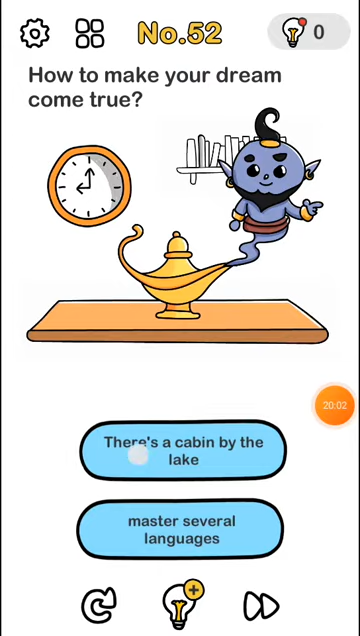 No.52
0
How to make your dream
come true?
20:02
There's a cabin by the
lake
master several
languages